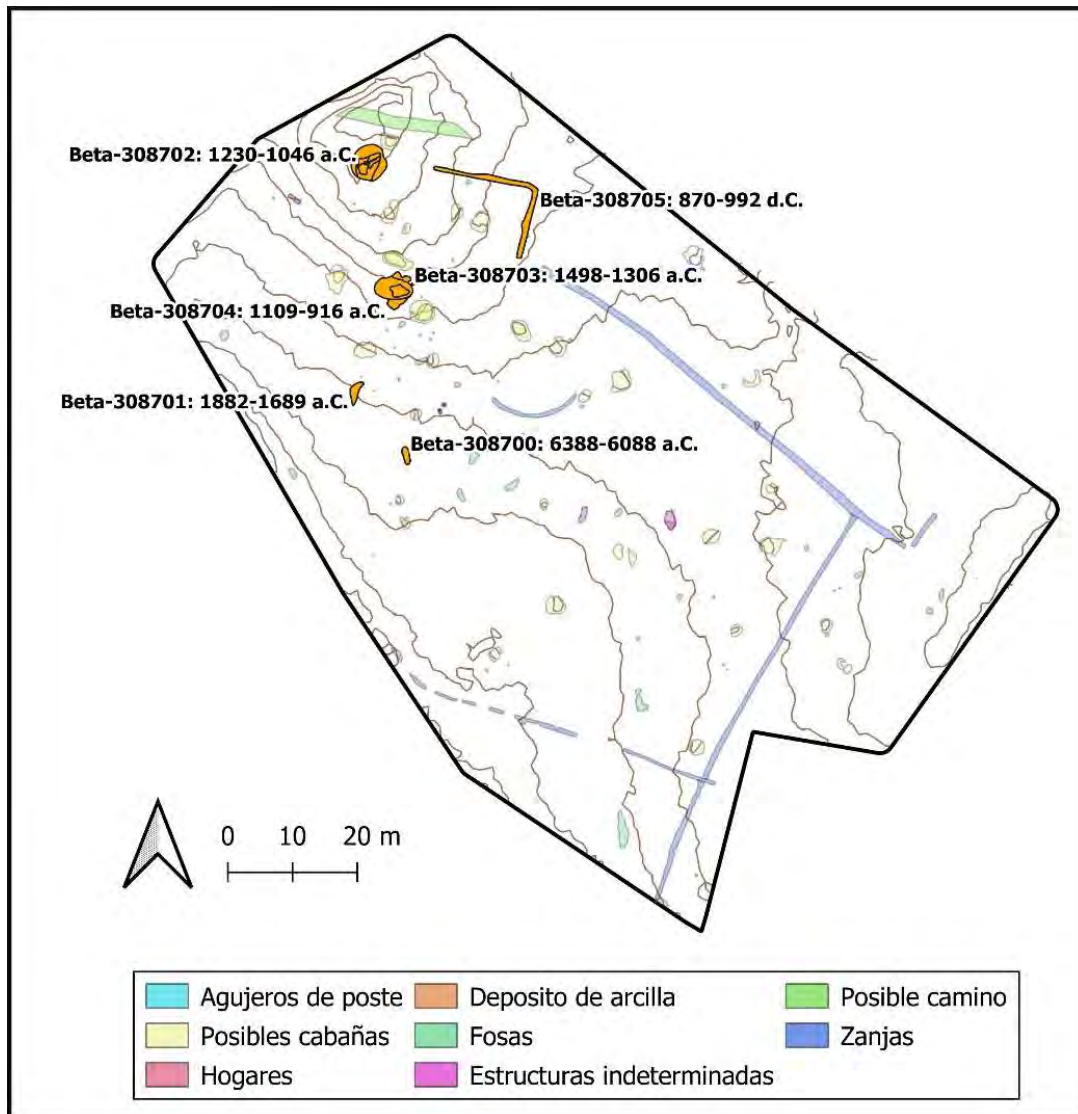 Beta-308702: 1230-1046 a.C.
Beta-308705: 870-992 d.C.
Beta-308703: 1498-1306 a.C.
Beta-308704: 1109-916 a.C.
Beta-308701: 1882-1689 a.C.
Beta-308700: 6388-6088 a.C.
0 10 20 m
Agujeros de poste
Deposito de arcilla
Posible camino
Posibles cabañas
Fosas
Zanjas
Hogares
Estructuras indeterminadas